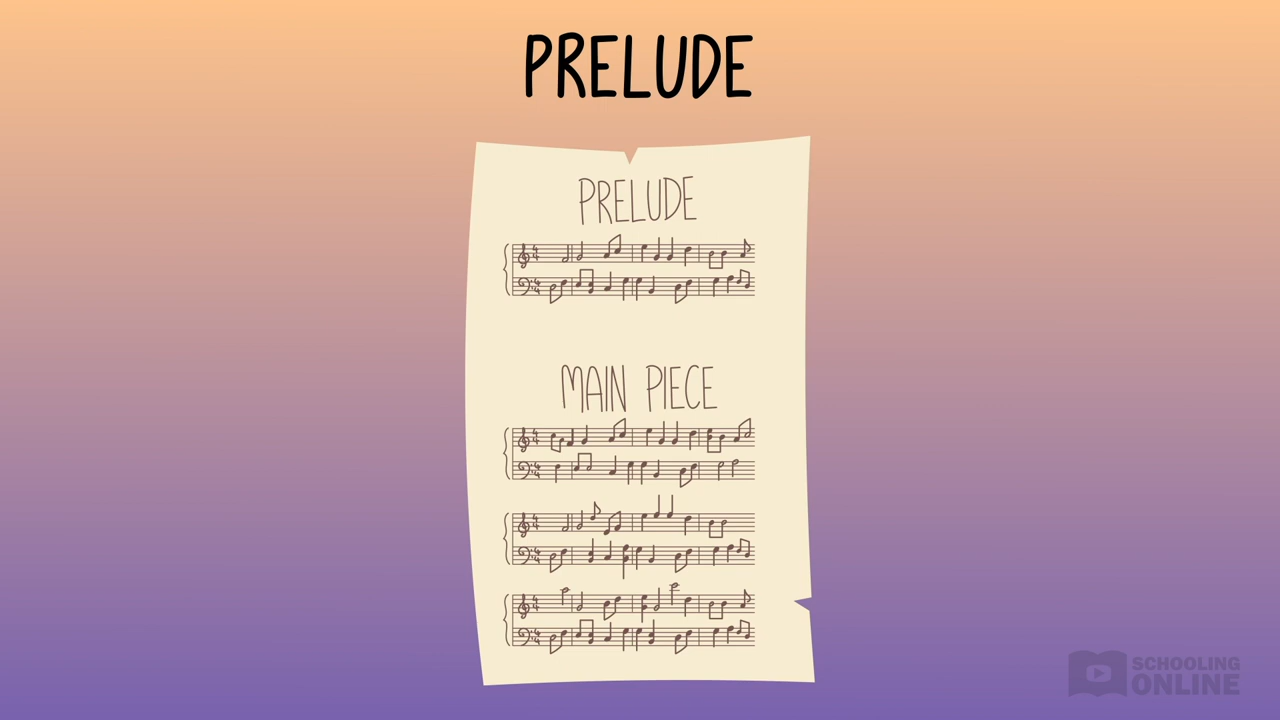 PRELUDE
PRELUDE
MAIN PIECE
SCHOOLING
ONLINE